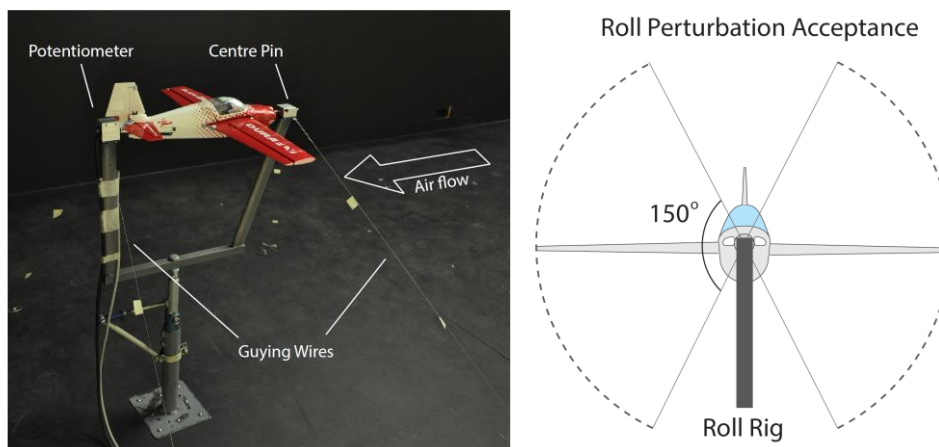 Potentiometer
Centre Pin
Air flow
Guying Wires
Roll Perturbation Acceptance
150°
Roll Rig